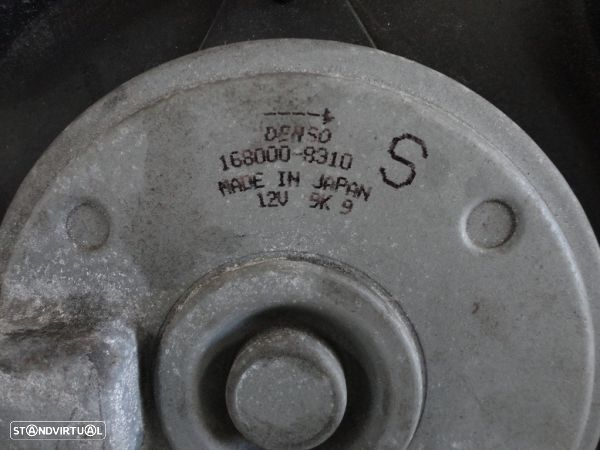 DENSO
168000-8310
S
MADE IN JAPAN
12V 9K 9
STANDVIRTUAL